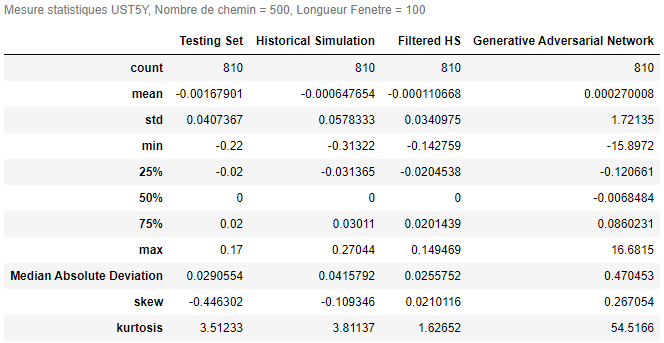 Mesure statistiques UST5Y, Nombre de chemin = 500, Longueur Fenetre = 100
Testing Set Historical Simulation Filtered HS Generative Adversarial Network
count 810 810 810 810
mean -0.00167901 -0.000647654 -0.000110668 0.000270008
std 0.0407367 0.0578333 0.0340975 1.72135
min -0.22 -0.31322 -0.142759 -15.8972
25% -0.02 -0.031365 -0.0204538 -0.120661
50% 0 0 0 -0.0068484
75% 0.02 0.03011 0.0201439 0.0860231
max 0.17 0.27044 0.149469 16.6815
Median Absolute Deviation 0.0290554 0.0415792 0.0255752 0.470453
skew -0.446302 -0.109346 0.0210116 0.267054
kurtosis 3.51233 3.81137 1.62652 54.5166